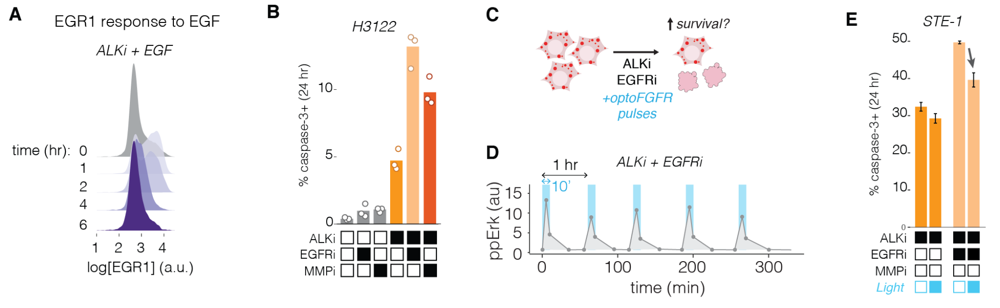 A
EGR1 response to EGF
ALKi + EGF
time (hr): 0
1
2
4
6
1 2 3 4
log[EGR1] (a.u.)
B
H3122
% caspase-3+ (24 hr)
10
5
0
ALKi
EGFRi
MMPi
C
↑ survival?
ALKi
EGFRi
+optoFGFR
pulses
D
ALKi + EGFRi
1 hr
10’
ppErk (au)
15
10
5
0
0 100 200 300
time (min)
E
STE-1
% caspase-3+ (24 hr)
50
40
30
20
10
0
ALKi
EGFRi
MMPi
Light